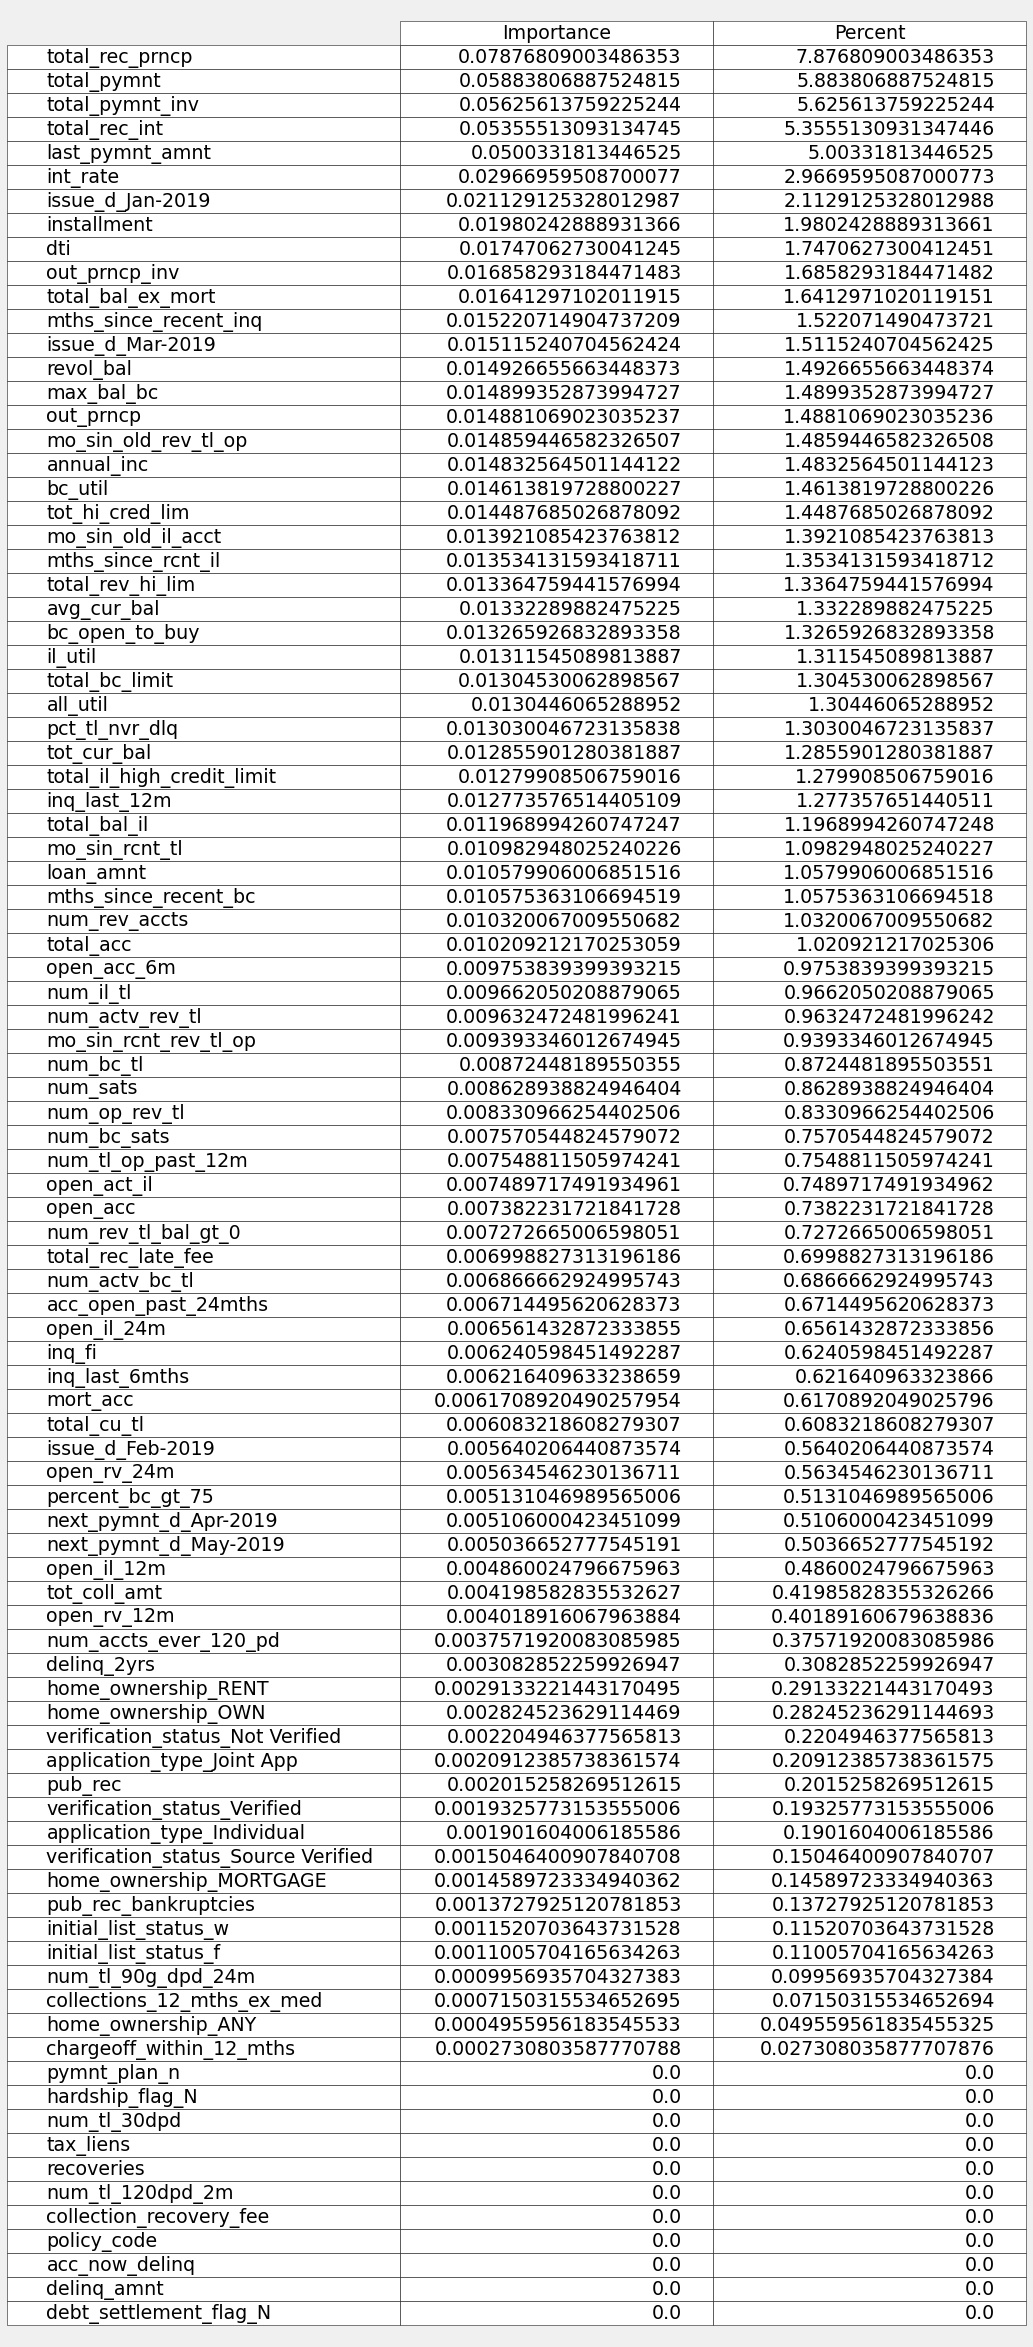 Importance Percent
total_rec_prncp 0.07876809003486353 7.876809003486353
total_pymnt 0.05883806887524815 5.883806887524815
total_pymnt_inv 0.05625613759225244 5.625613759225244
total_rec_int 0.05355513093134745 5.3555130931347446
last_pymnt_amnt 0.0500331813446525 5.00331813446525
int_rate 0.02966959508700077 2.9669595087000773
issue_d_Jan-2019 0.021129125328012987 2.1129125328012988
installment 0.01980242888931366 1.9802428889313661
dti 0.01747062730041245 1.7470627300412451
out_prncp_inv 0.016858293184471483 1.6858293184471482
total_bal_ex_mort 0.01641297102011915 1.6412971020119151
mths_since_recent_inq 0.015220714904737209 1.522071490473721
issue_d_Mar-2019 0.015115240704562424 1.5115240704562425
revol_bal 0.014926655663448373 1.4926655663448374
max_bal_bc 0.014899352873994727 1.4899352873994727
out_prncp 0.014881069023035237 1.4881069023035236
mo_sin_old_rev_tl_op 0.014859446582326507 1.4859446582326508
annual_inc 0.014832564501144122 1.4832564501144123
bc_util 0.014613819728800227 1.4613819728800226
tot_hi_cred_lim 0.014487685026878092 1.4487685026878092
mo_sin_old_il_acct 0.013921085423763812 1.3921085423763813
mths_since_rcnt_il 0.013534131593418711 1.3534131593418712
total_rev_hi_lim 0.013364759441576994 1.3364759441576994
avg_cur_bal 0.01332289882475225 1.332289882475225
bc_open_to_buy 0.013265926832893358 1.3265926832893358
il_util 0.01311545089813887 1.311545089813887
total_bc_limit 0.01304530062898567 1.304530062898567
all_util 0.0130446065288952 1.30446065288952
pct_tl_nvr_dlq 0.013030046723135838 1.3030046723135837
tot_cur_bal 0.012855901280381887 1.2855901280381887
total_il_high_credit_limit 0.01279908506759016 1.279908506759016
inq_last_12m 0.012773576514405109 1.277357651440511
total_bal_il 0.011968994260747247 1.1968994260747248
mo_sin_rcnt_tl 0.010982948025240226 1.0982948025240227
loan_amnt 0.010579906006851516 1.0579906006851516
mths_since_recent_bc 0.010575363106694519 1.0575363106694518
num_rev_accts 0.010320067009550682 1.0320067009550682
total_acc 0.010209212170253059 1.020921217025306
open_acc_6m 0.009753839399393215 0.9753839399393215
num_il_tl 0.009662050208879065 0.9662050208879065
num_actv_rev_tl 0.009632472481996241 0.9632472481996242
mo_sin_rcnt_rev_tl_op 0.009393346012674945 0.9393346012674945
num_bc_tl 0.00872448189550355 0.8724481895503551
num_sats 0.008628938824946404 0.8628938824946404
num_op_rev_tl 0.008330966254402506 0.8330966254402506
num_bc_sats 0.007570544824579072 0.7570544824579072
num_tl_op_past_12m 0.007548811505974241 0.7548811505974241
open_act_il 0.007489717491934961 0.7489717491934962
open_acc 0.007382231721841728 0.7382231721841728
num_rev_tl_bal_gt_0 0.007272665006598051 0.7272665006598051
total_rec_late_fee 0.006998827313196186 0.6998827313196186
num_actv_bc_tl 0.006866662924995743 0.6866662924995743
acc_open_past_24mths 0.006714495620628373 0.6714495620628373
open_il_24m 0.006561432872333855 0.6561432872333856
inq_fi 0.006240598451492287 0.6240598451492287
inq_last_6mths 0.006216409633238659 0.621640963323866
mort_acc 0.0061708920490257954 0.6170892049025796
total_cu_tl 0.006083218608279307 0.6083218608279307
issue_d_Feb-2019 0.005640206440873574 0.5640206440873574
open_rv_24m 0.005634546230136711 0.5634546230136711
percent_bc_gt_75 0.005131046989565006 0.5131046989565006
next_pymnt_d_Apr-2019 0.005106000423451099 0.5106000423451099
next_pymnt_d_May-2019 0.005036652777545191 0.5036652777545192
open_il_12m 0.004860024796675963 0.4860024796675963
tot_coll_amt 0.004198582835532627 0.41985828355326266
open_rv_12m 0.004018916067963884 0.40189160679638836
num_accts_ever_120_pd 0.0037571920083085985 0.37571920083085986
delinq_2yrs 0.003082852259926947 0.3082852259926947
home_ownership_RENT 0.0029133221443170495 0.29133221443170493
home_ownership_OWN 0.002824523629114469 0.28245236291144693
verification_status_Not Verified 0.002204946377565813 0.2204946377565813
application_type_Joint App 0.0020912385738361574 0.20912385738361575
pub_rec 0.002015258269512615 0.2015258269512615
verification_status_Verified 0.0019325773153555006 0.19325773153555006
application_type_Individual 0.001901604006185586 0.1901604006185586
verification_status_Source Verified 0.0015046400907840708 0.15046400907840707
home_ownership_MORTGAGE 0.0014589723334940362 0.14589723334940363
pub_rec_bankruptcies 0.0013727925120781853 0.13727925120781853
initial_list_status_w 0.0011520703643731528 0.11520703643731528
initial_list_status_f 0.0011005704165634263 0.11005704165634263
num_tl_90g_dpd_24m 0.0009956935704327383 0.09956935704327384
collections_12_mths_ex_med 0.0007150315534652695 0.07150315534652694
home_ownership_ANY 0.0004955956183545533 0.049559561835455325
chargeoff_within_12_mths 0.0002730803587770788 0.027308035877707876
pymnt_plan_n 0.0 0.0
hardship_flag_N 0.0 0.0
num_tl_30dpd 0.0 0.0
tax_liens 0.0 0.0
recoveries 0.0 0.0
num_tl_120dpd_2m 0.0 0.0
collection_recovery_fee 0.0 0.0
policy_code 0.0 0.0
acc_now_delinq 0.0 0.0
delinq_amnt 0.0 0.0
debt_settlement_flag_N 0.0 0.0